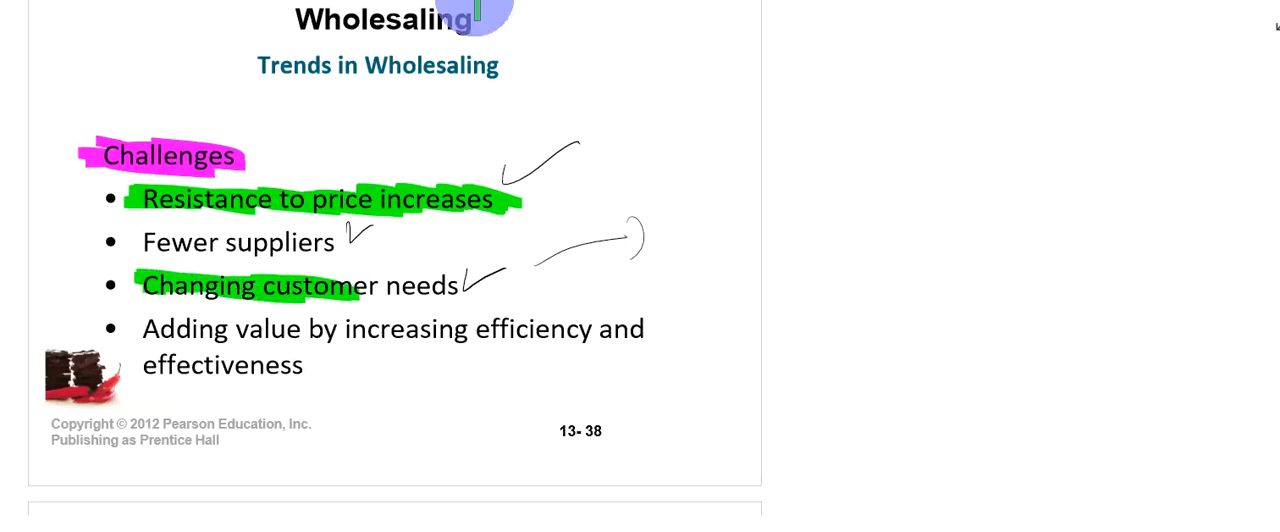 Wholesaling
Trends in Wholesaling
Challenges
• Resistance to price increases
• Fewer suppliers
• Changing customer needs
• Adding value by increasing efficiency and
effectiveness
Copyright © 2012 Pearson Education, Inc.
Publishing as Prentice Hall
13- 38